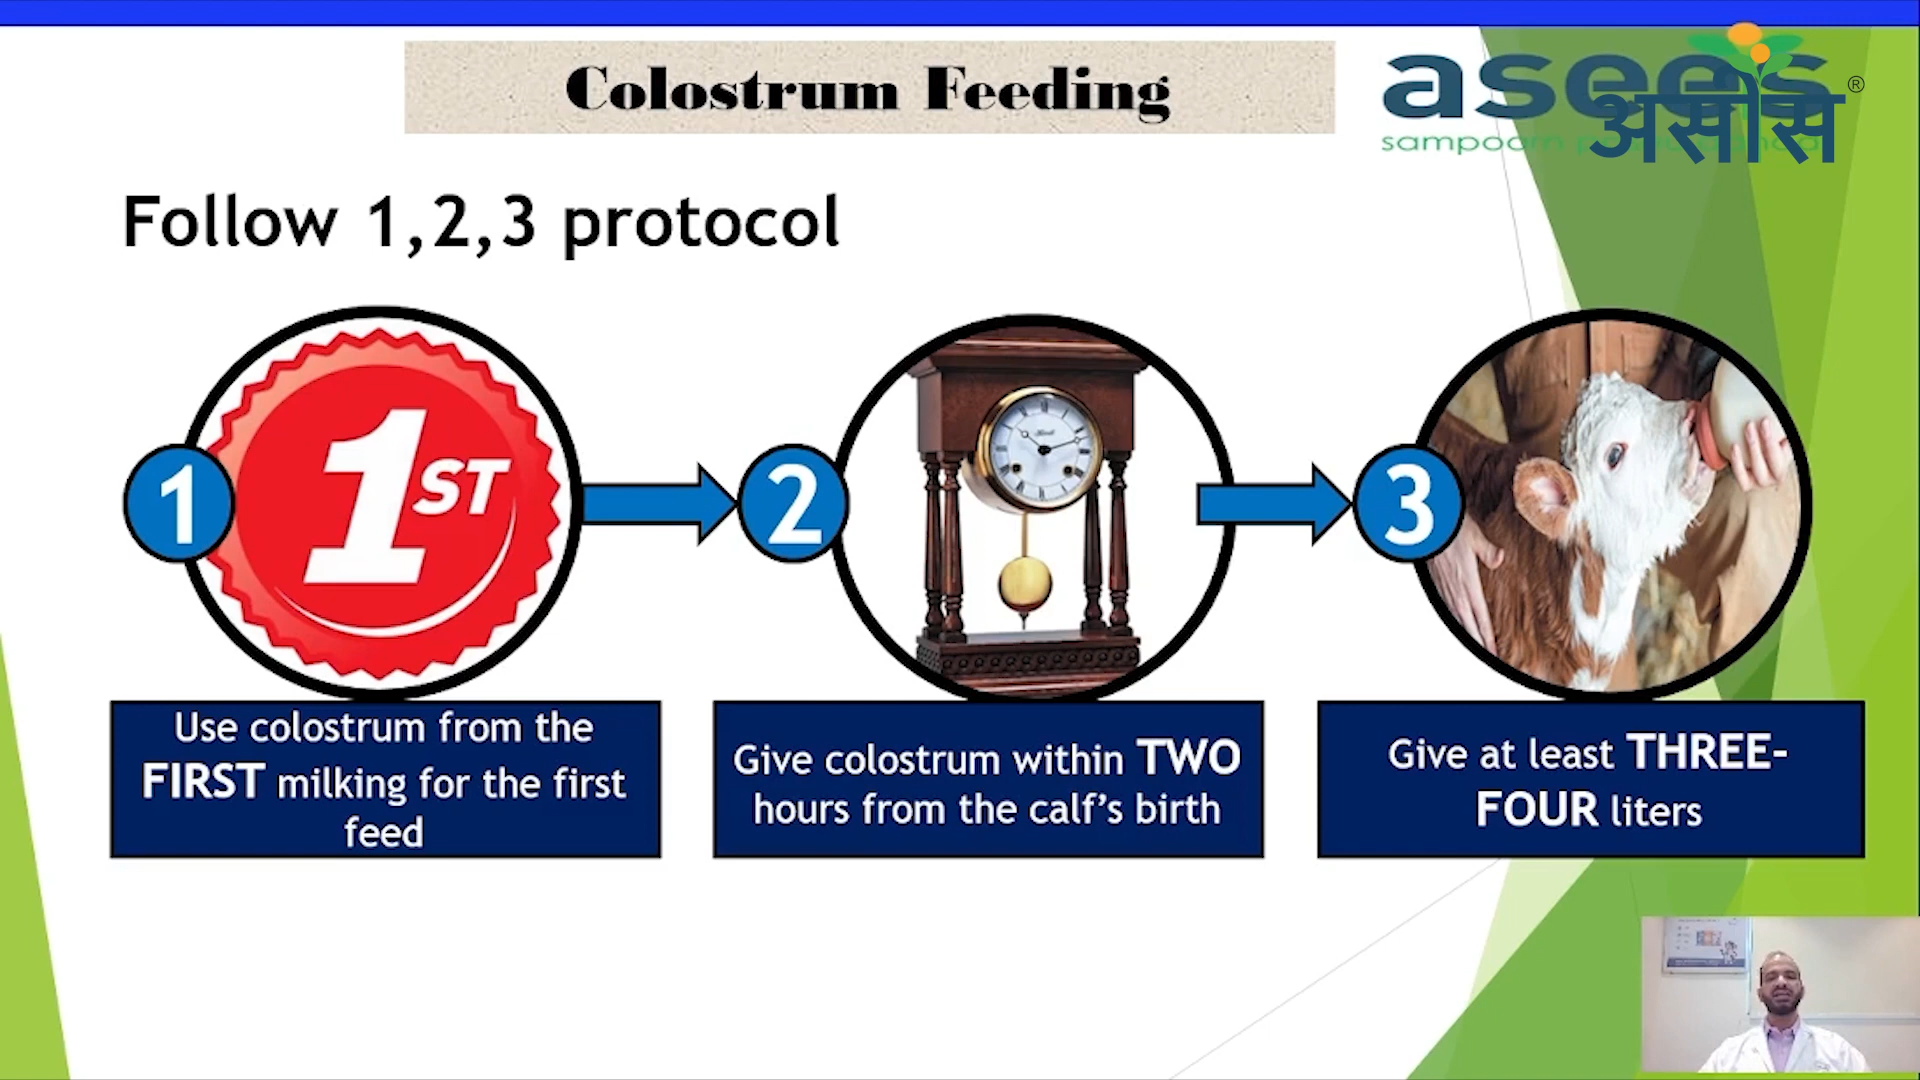 Colostrum Feeding
asees
असीस
®
Follow 1,2,3 protocol
1
1ST
2
3
Use colostrum from the
FIRST milking for the first
feed
Give colostrum within TWO
hours from the calf's birth
Give at least THREE-
FOUR liters